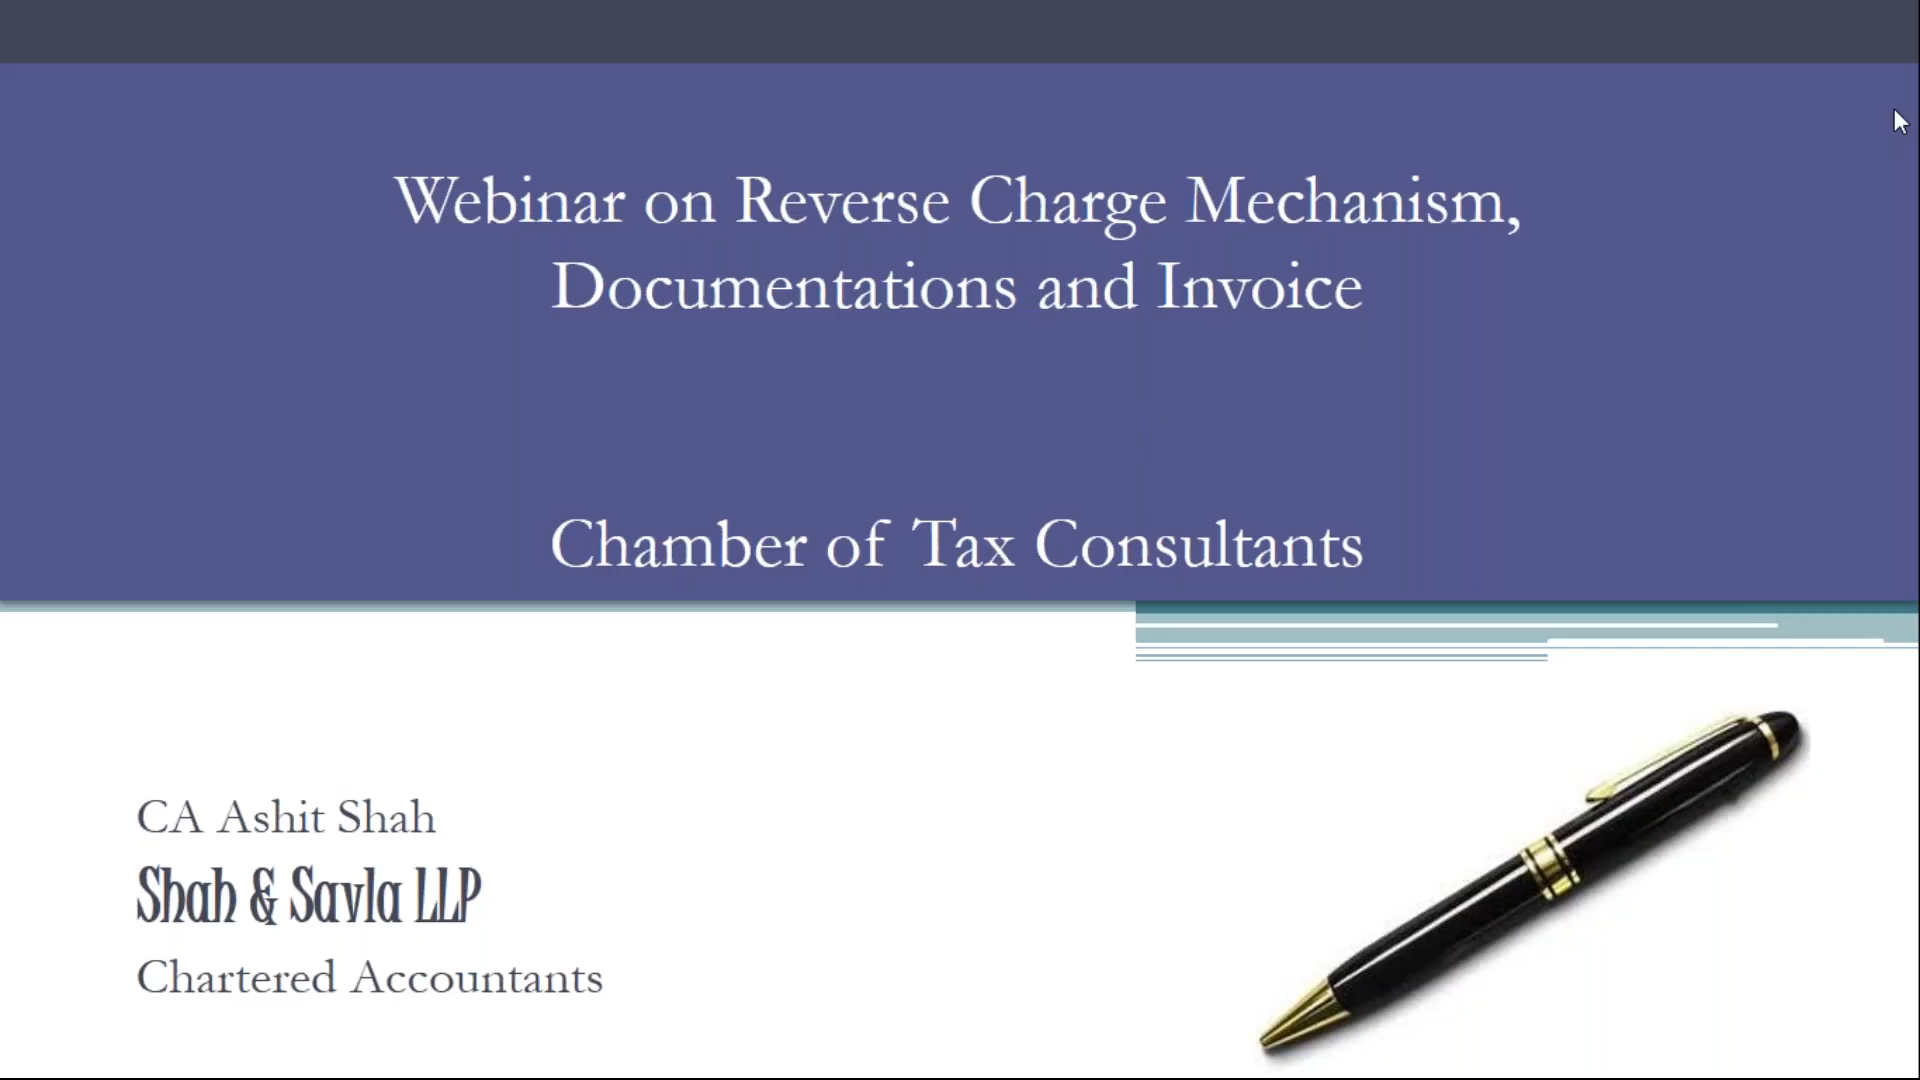 Webinar on Reverse Charge Mechanism,
Documentations and Invoice
Chamber of Tax Consultants
CA Ashit Shah
Shah & Savla LLP
Chartered Accountants